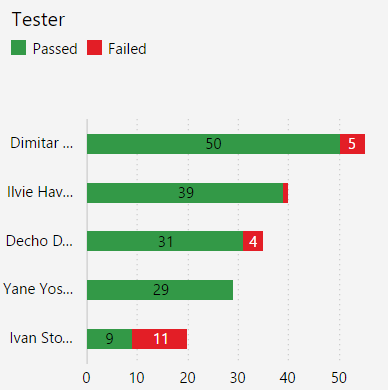 Tester
Passed Failed
Dimitar ... 50 5
Ilvie Hav... 39
Decho D... 31 4
Yane Yos... 29
Ivan Sto... 9 11
0 10 20 30 40 50